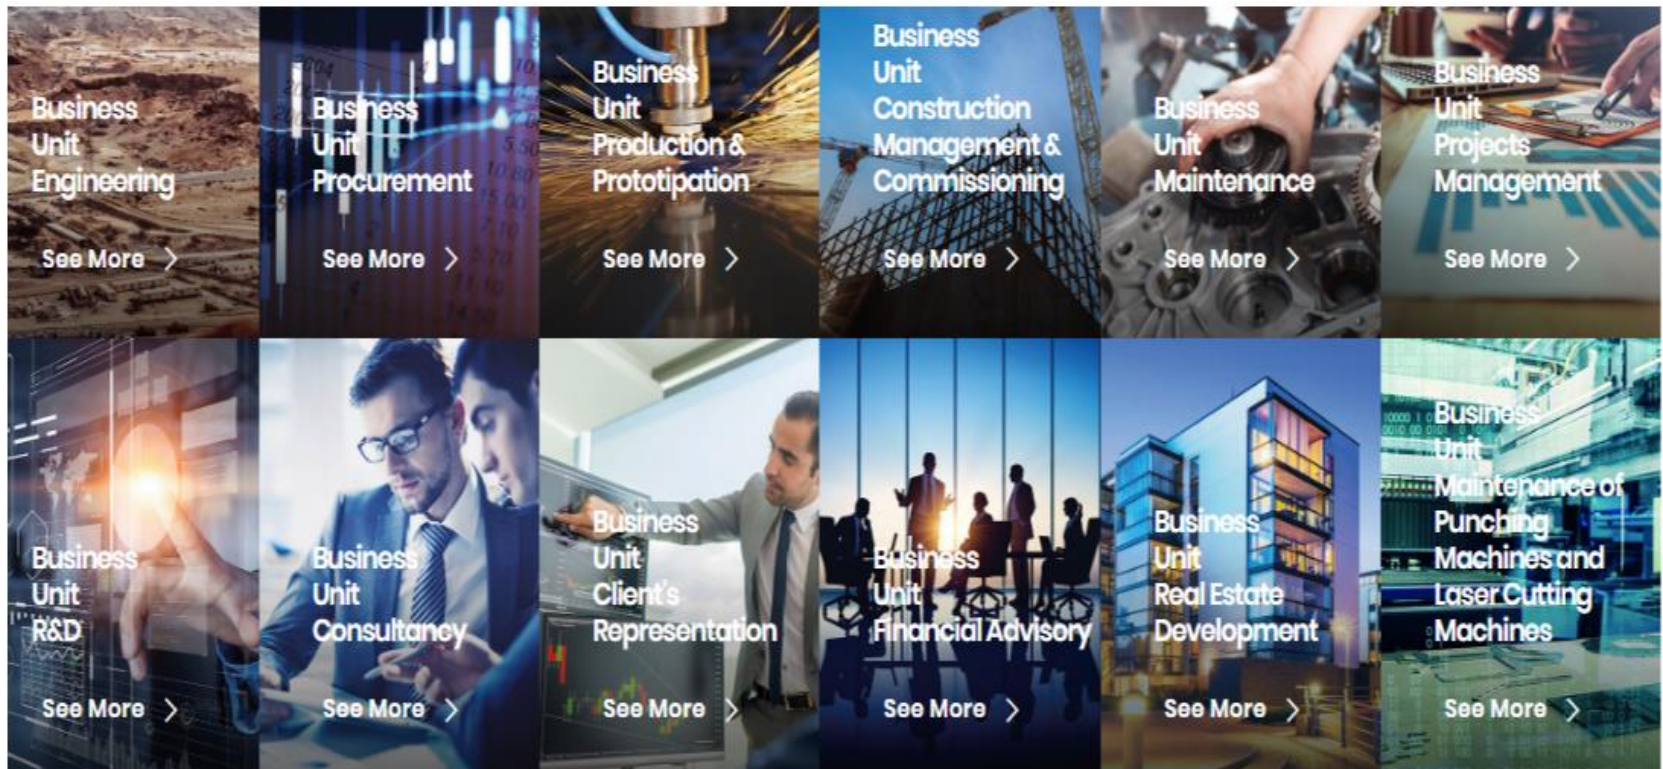 Business
Unit
Engineering
See More
Business
Unit
Procurement
See More
Business
Unit
Production &
Prototipation
See More
Business
Unit
Construction
Management &
Commissioning
See More
Business
Unit
Maintenance
See More
Business
Unit
Projects
Management
See More
Business
Unit
R&D
See More
Business
Unit
Consultancy
See More
Business
Unit
Client's
Representation
See More
Business
Unit
Financial Advisory
See More
Business
Unit
Real Estate
Development
See More
Business
Unit
Maintenance of
Punching
Machines and
Laser Cutting
Machines
See More